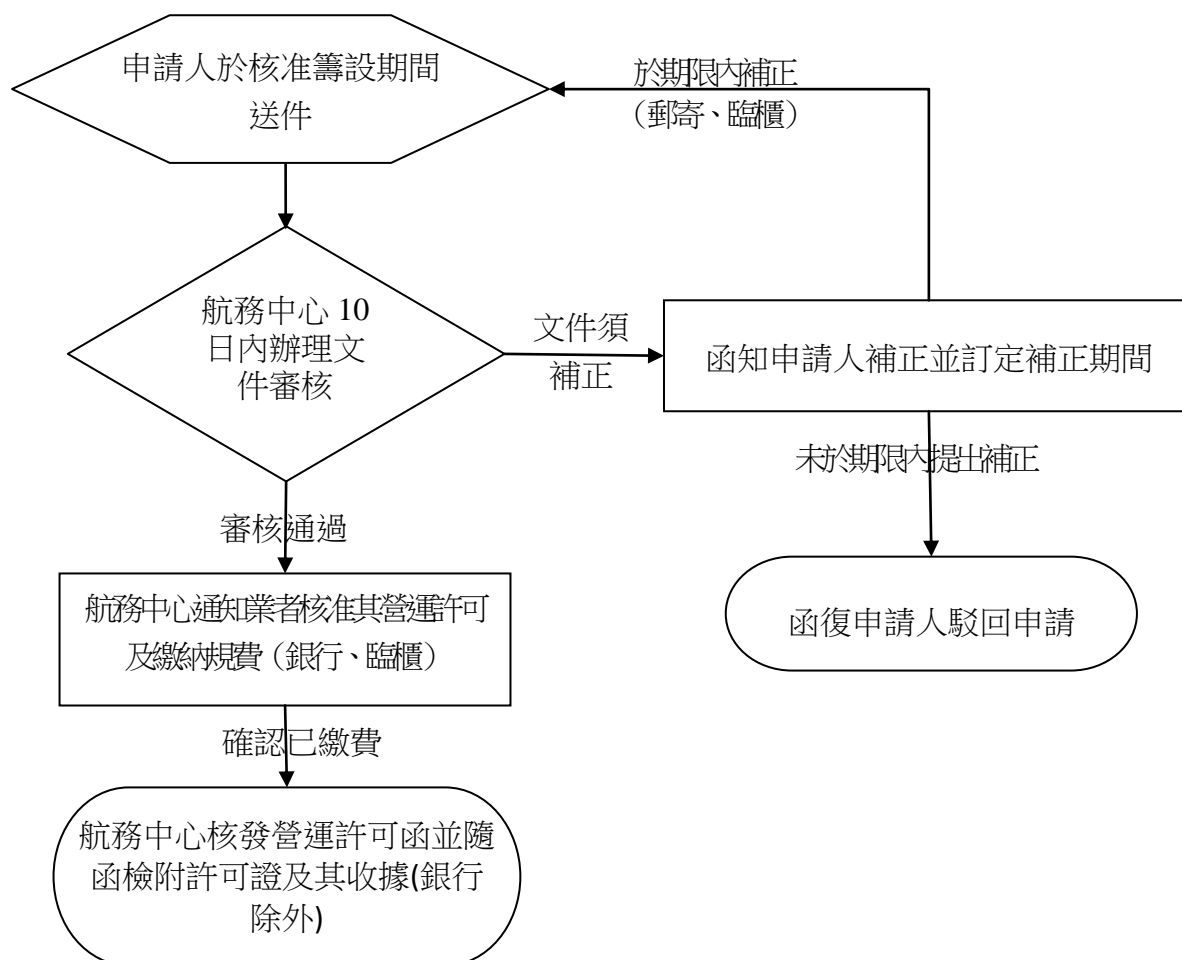 申請人於核准籌設期間
送件
於期限內補正
（郵寄、臨櫃）
航務中心 10
日內辦理文
件審核
文件須
補正
函知申請人補正並訂定補正期間
未於期限內提出補正
審核通過
航務中心通知業者核准其營運許可
及繳納規費（銀行、臨櫃）
函復申請人駁回申請
確認已繳費
航務中心核發營運許可函並隨
函檢附許可證及其收據(銀行
除外)